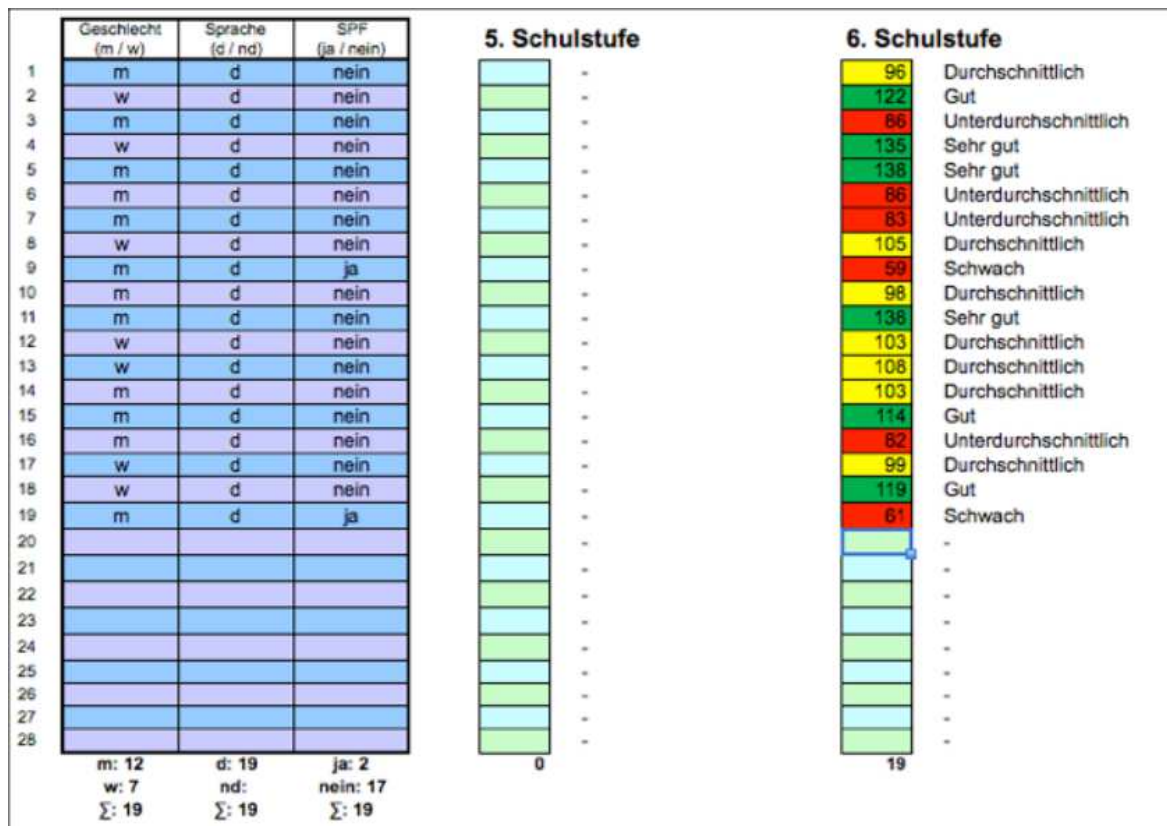 Geschlecht (m / w) Sprache (d / nd) SPF (ja / nein) 5. Schulstufe 6. Schulstufe
1 m d nein - 96 Durchschnittlich
2 w d nein - 122 Gut
3 m d nein - 86 Unterdurchschnittlich
4 w d nein - 135 Sehr gut
5 m d nein - 138 Sehr gut
6 m d nein - 86 Unterdurchschnittlich
7 m d nein - 83 Unterdurchschnittlich
8 w d nein - 105 Durchschnittlich
9 m d ja - 59 Schwach
10 m d nein - 98 Durchschnittlich
11 m d nein - 138 Sehr gut
12 w d nein - 103 Durchschnittlich
13 w d nein - 108 Durchschnittlich
14 m d nein - 103 Durchschnittlich
15 m d nein - 114 Gut
16 m d nein - 82 Unterdurchschnittlich
17 w d nein - 99 Durchschnittlich
18 w d nein - 119 Gut
19 m d ja - 61 Schwach
20 - -
21 - -
22 - -
23 - -
24 - -
25 - -
26 - -
27 - -
28 - -
m: 12 d: 19 ja: 2 0 19
w: 7 nd: nein: 17
∑: 19 ∑: 19 ∑: 19